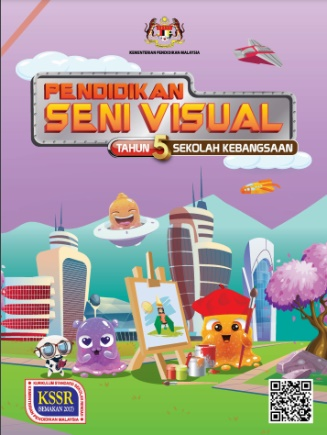 KEMENTERIAN PENDIDIKAN MALAYSIA
PENDIDIKAN
SENI VISUAL
TAHUN 5 SEKOLAH KEBANGSAAN
KSSR
SEMAKAN 2017